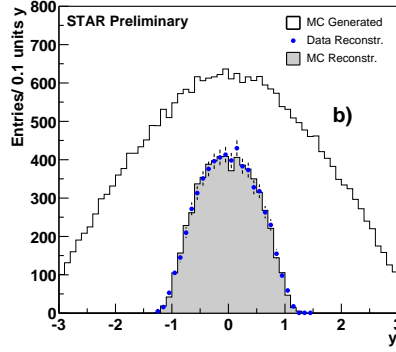 STAR Preliminary
MC Generated
Data Reconstr.
MC Reconstr.
b)
Entries/ 0.1 units y
800
700
600
500
400
300
200
100
0
-3 -2 -1 0 1 2 3
y